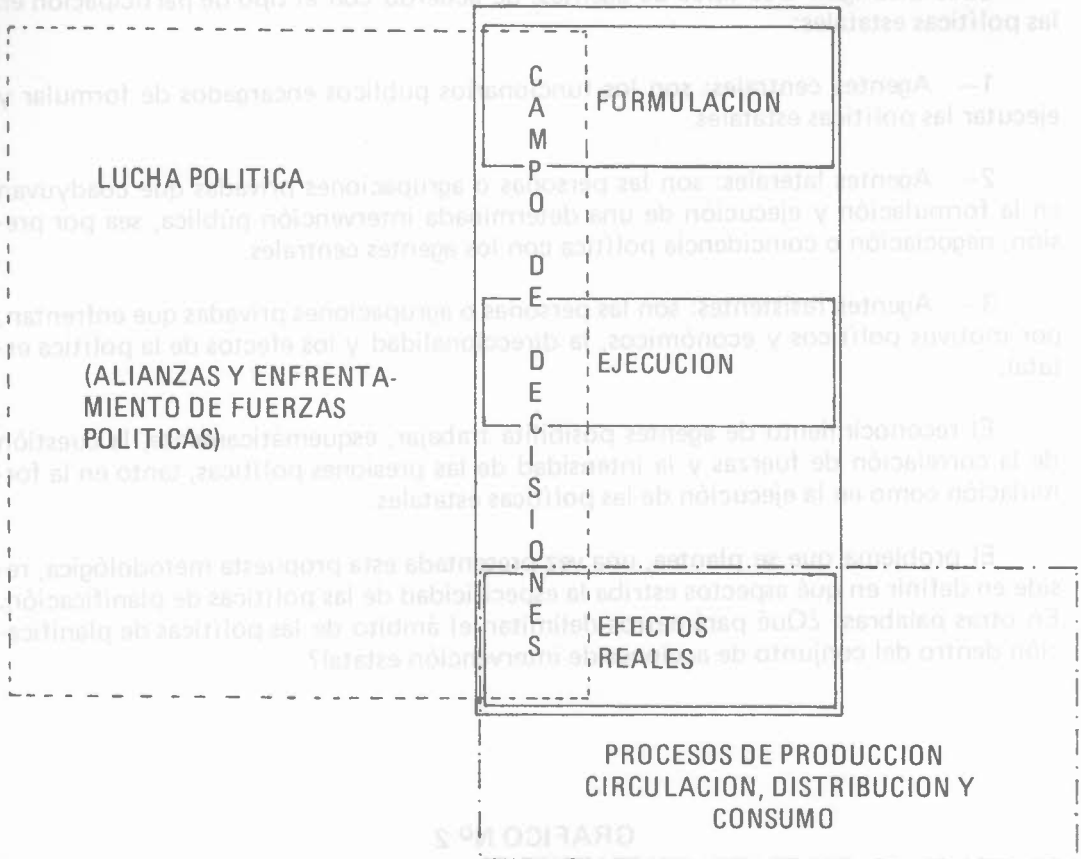 CAMPO DE DECISIONES
FORMULACION
LUCHA POLITICA
(ALIANZAS Y ENFRENTA-
MIENTO DE FUERZAS
POLITICAS)
EJECUCION
EFECTOS
REALES
PROCESOS DE PRODUCCION
CIRCULACION, DISTRIBUCION Y
CONSUMO
las políticas estatales:
1— Agentes centrales: son los funcionarios públicos encargados de formular y
ejecutar las políticas estatales.
2— Agentes laterales: son las personas o agrupaciones privadas que coadyuvan
en la formulación y ejecución de una determinada intervención pública, sea por pre-
sión, negociación o coincidencia política con los agentes centrales.
3— Agentes resistentes: son las personas o agrupaciones privadas que enfrentan,
por motivos políticos y económicos, la direccionalidad y los efectos de la política es-
tatal.
El reconocimiento de agentes posibilita trabajar, esquemáticamente, la cuestión
de la correlación de fuerzas y la intensidad de las presiones políticas, tanto en la for-
mulación como en la ejecución de las políticas estatales.
El problema que se plantea, una vez presentada esta propuesta metodológica, re-
side en definir en qué aspectos estriba la especificidad de las políticas de planificación.
En otras palabras: ¿Qué parámetros delimitan el ámbito de las políticas de planifica-
ción dentro del conjunto de acciones de intervención estatal?
GRAFICO Nº 2